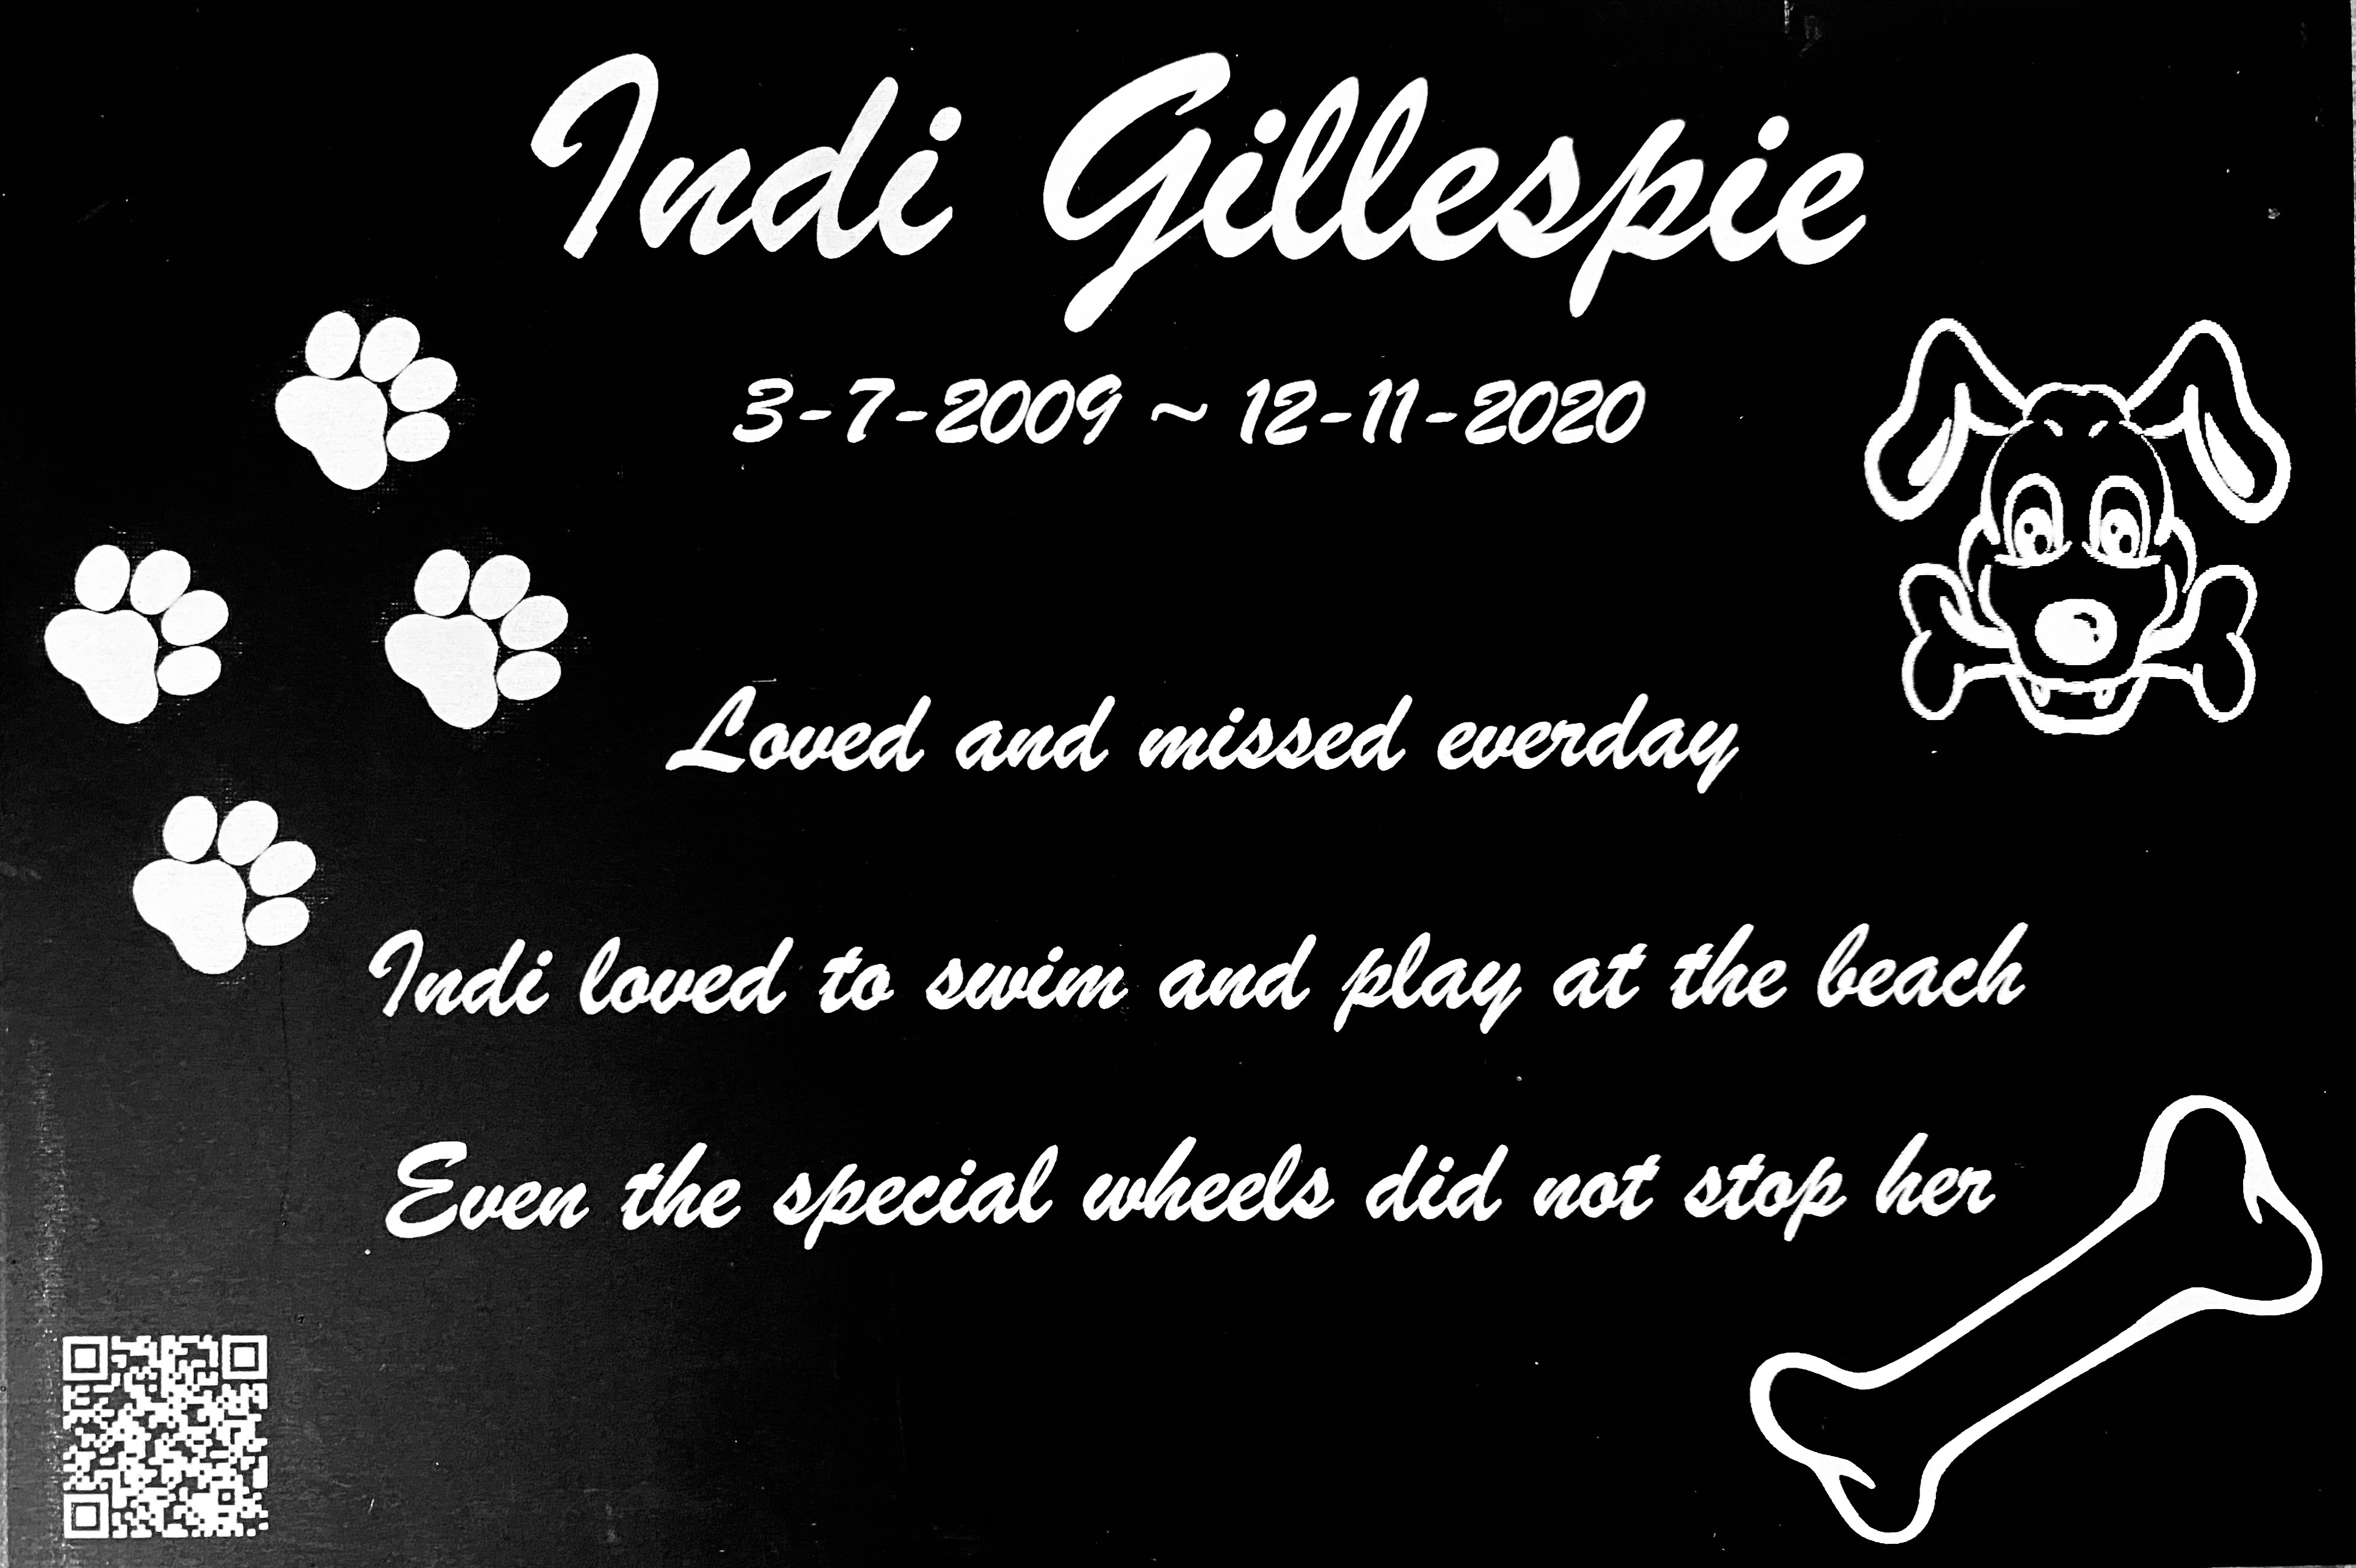 Indi Gillespie
3-7-2009 ~ 12-11-2020
Loved and missed everday
Indi loved to swim and play at the beach
Even the special wheels did not stop her